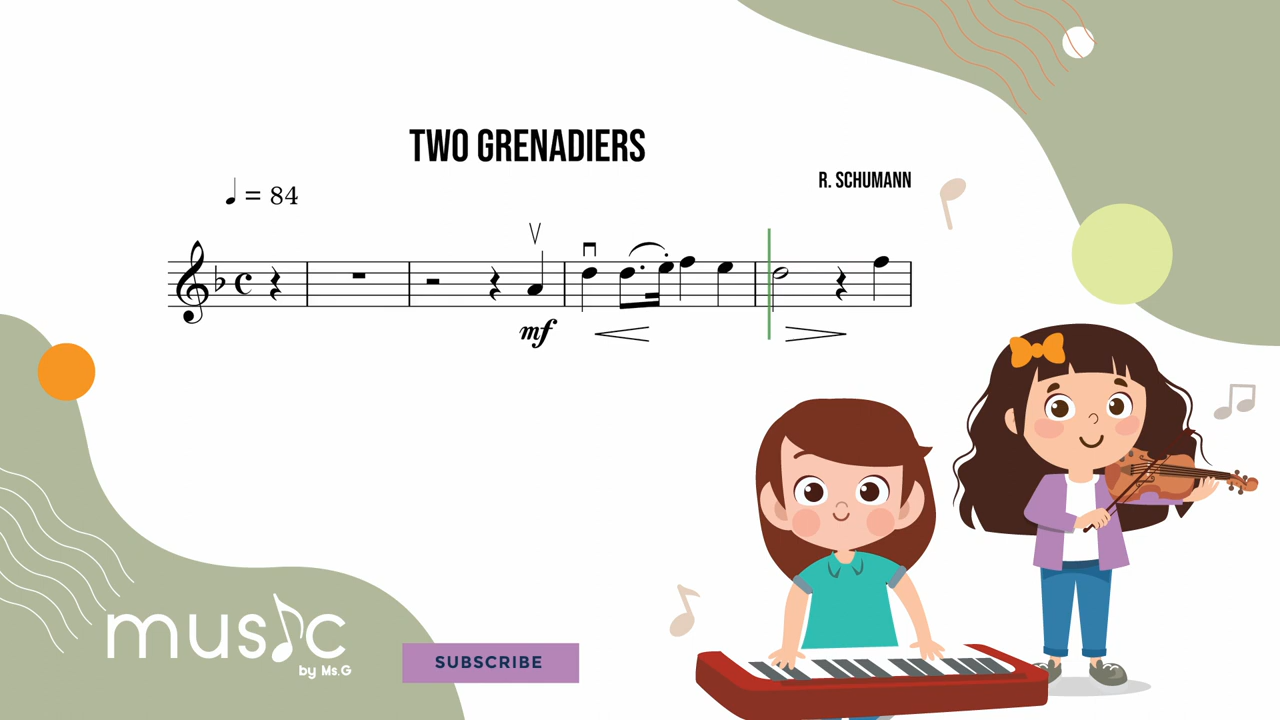 TWO GRENADIERS
R. SCHUMANN
♩ = 84
mf
music
by Ms.G
SUBSCRIBE